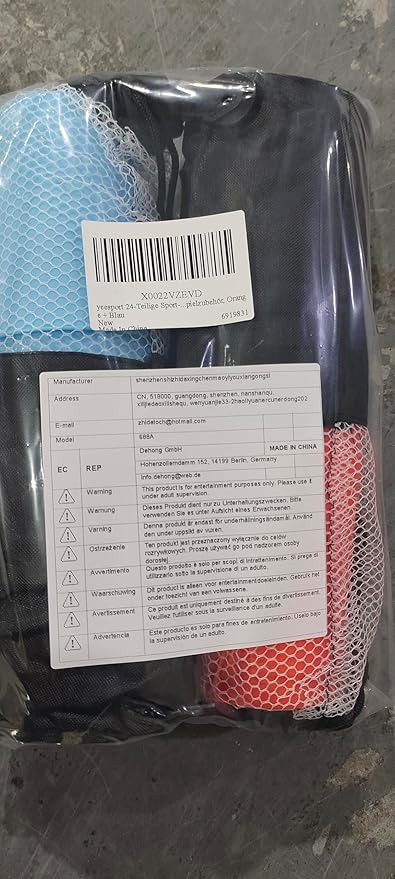 X0022VZEVD
yeesport 24-Teilige Sport-...pielzubehör, Orang
e + Blau
New
Made In China
6919831
Manufacturer shenzhenshizhidaxingchenmaoyiyouxiangongsi
Address CN, 518000, guangdong, shenzhen, nanshanqu,
xilijiedaoxilishequ, wenyuanjie33-2haoliyuanercunerdong202
E-mail zhidatoch@hotmail.com
Model 688A
EC REP Dehong GmbH MADE IN CHINA
Hohenzollerndamm 152, 14199 Berlin, Germany
info.dehong@web.de
Warning This product is for entertainment purposes only. Please use it
under adult supervision.
Warnung Dieses Produkt dient nur zu Unterhaltungszwecken. Bitte
verwenden Sie es unter Aufsicht eines Erwachsenen.
Varning Denna produkt är endast för underhållningsändamål. Använd
den under uppsikt av vuxen.
Ostrzeżenie Ten produkt jest przeznaczony wyłącznie do celów
rozrywkowych. Proszę używać go pod nadzorem osoby
dorosłej.
Avvertimento Questo prodotto è solo per scopi di intrattenimento. Si prega di
utilizzarlo sotto la supervisione di un adulto.
Waarschuwing Dit product is alleen voor entertainmentdoeleinden. Gebruik het
onder toezicht van een volwassene.
Avertissement Ce produit est uniquement destiné à des fins de divertissement.
Veuillez l'utiliser sous la surveillance d'un adulte.
Advertencia Este producto es solo para fines de entretenimiento. Úselo bajo
la supervisión de un adulto.